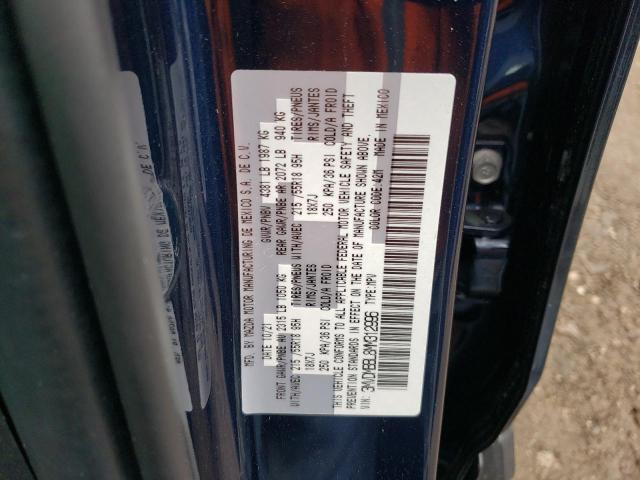 MFD. BY MAZDA MOTOR MANUFACTURING DE MEXICO S.A. DE C.V.
DATE 10/21 GVWR/PNBV 4381 LB 1987 KG
FRONT GAWR/PNBE AV 2315 LB 1050 KG REAR GAWR/PNBE AR 2072 LB 940 KG
WITH/AVEC 215 /55R18 95H TIRES/PNEUS WITH/AVEC 215 /55R18 95H TIRES/PNEUS
18X7J RIMS/JANTES 18X7J RIMS/JANTES
250 KPA/36 PSI COLD/A FROID 250 KPA/36 PSI COLD/A FROID
THIS VEHICLE CONFORMS TO ALL APPLICABLE FEDERAL MOTOR VEHICLE SAFETY AND THEFT
PREVENTION STANDARDS IN EFFECT ON THE DATE OF MANUFACTURE SHOWN ABOVE.
VIN: TYPE:MPV COLOR CODE: 42M MADE IN MEXICO